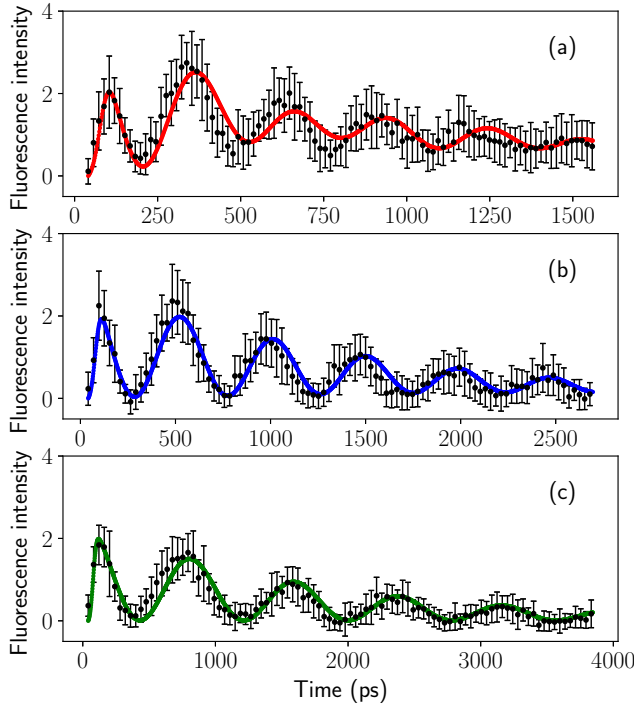 4
2
0
Fluorescence intensity
(a)
0 250 500 750 1000 1250 1500
4
2
0
Fluorescence intensity
(b)
0 500 1000 1500 2000 2500
4
2
0
Fluorescence intensity
(c)
0 1000 2000 3000 4000
Time (ps)